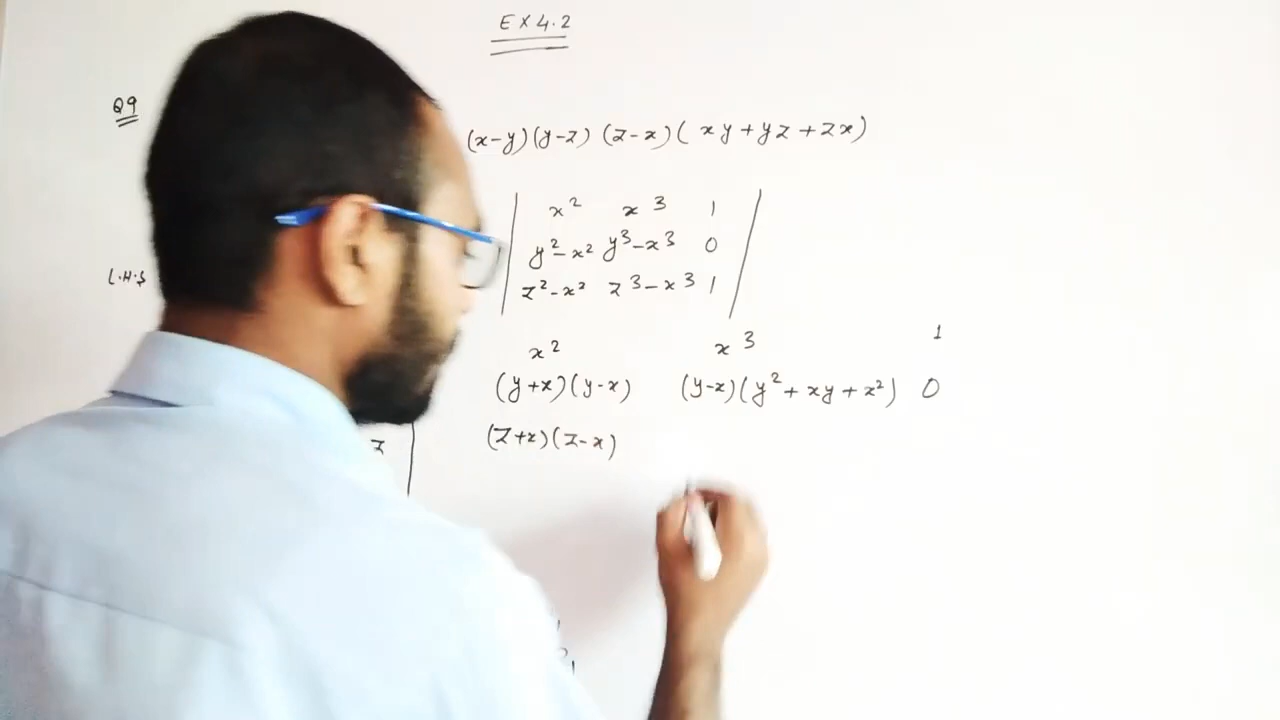 EX 4.2
Q9
(x-y)(y-z) (z-x)( xy+yz+zx)
x² x³ 1
y²-x² y³-x³ 0
L.H.S
z²-x² z³-x³ 1
x² x³ 1
(y+x)(y-x) (y-x)(y²+xy+x²) 0
z (z+x)(z-x)